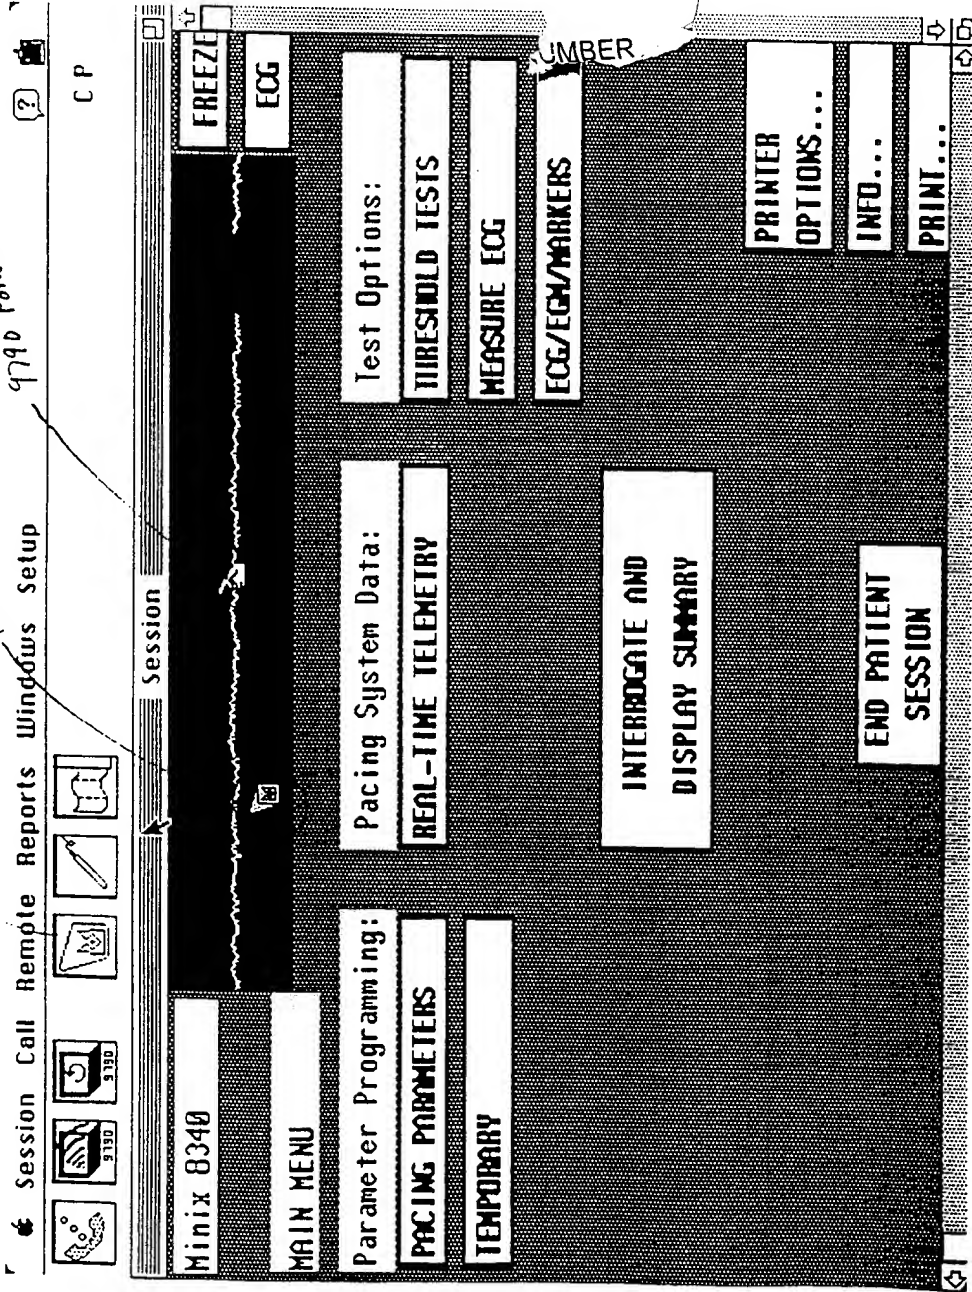 Session Call Remote Reports Windows Setup
?
9790
9790
9790
C P
Session
Minix 8340
FREEZE
ECG
MAIN MENU
UMBER
Parameter Programming:
Pacing System Data:
Test Options:
PACING PARAMETERS
REAL-TIME TELEMETRY
THRESHOLD TESTS
TEMPORARY
MEASURE ECG
ECG/EGM/MARKERS
INTERROGATE AND
DISPLAY SUMMARY
PRINTER
OPTIONS...
INFO...
END PATIENT
SESSION
PRINT...